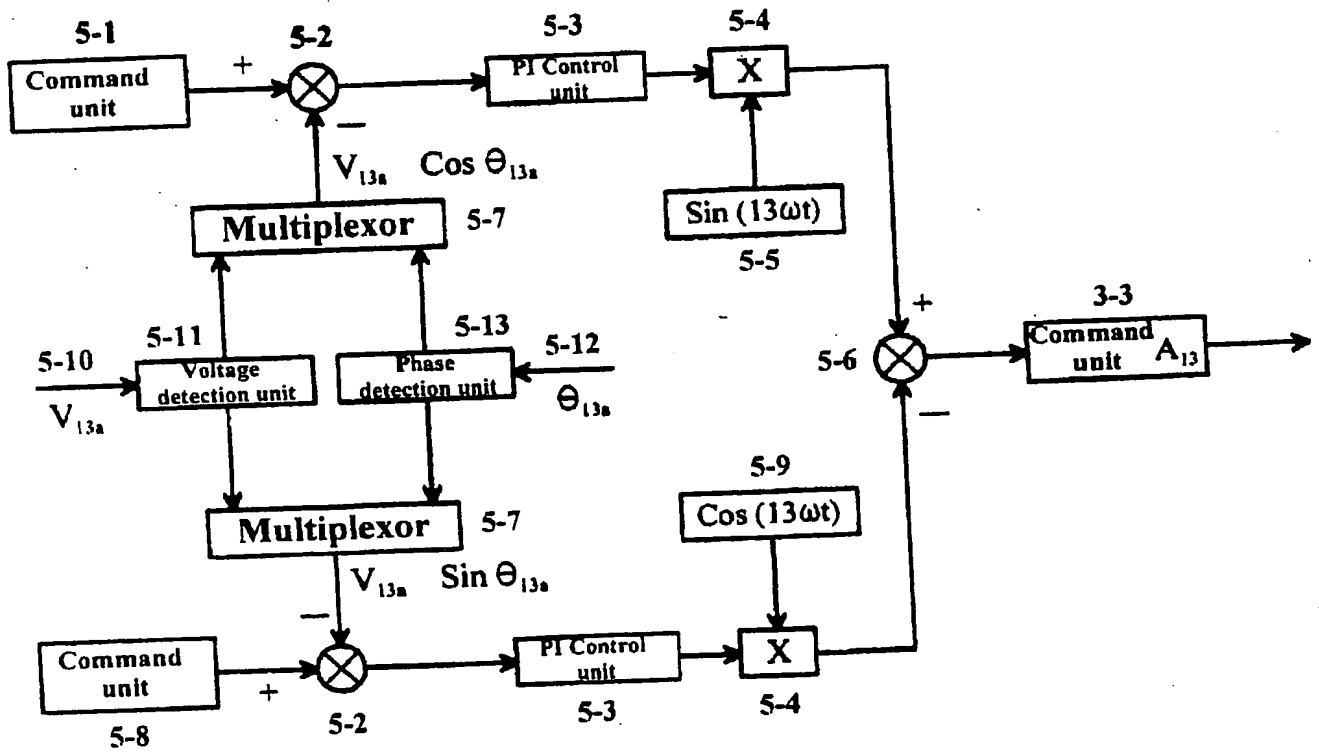 5-1
5-2
5-3
5-4
Command
unit
+
PI Control
unit
X
—
V13a Cos θ13a
Multiplexor
5-7
Sin (13ωt)
5-5
5-10
5-11
5-13
5-12
Voltage
detection unit
Phase
detection unit
V13a
θ13a
+
5-6
3-3
Command
unit A13
—
5-9
Cos (13ωt)
Multiplexor
5-7
V13a Sin θ13a
—
Command
unit
+
PI Control
unit
X
5-8
5-2
5-3
5-4